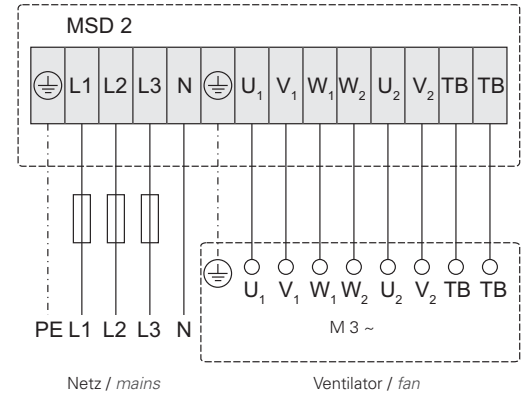 MSD 2
L1 L2 L3 N U₁ V₁ W₁ W₂ U₂ V₂ TB TB
U₁ V₁ W₁ W₂ U₂ V₂ TB TB
PE L1 L2 L3 N M 3 ~
Netz / mains Ventilator / fan